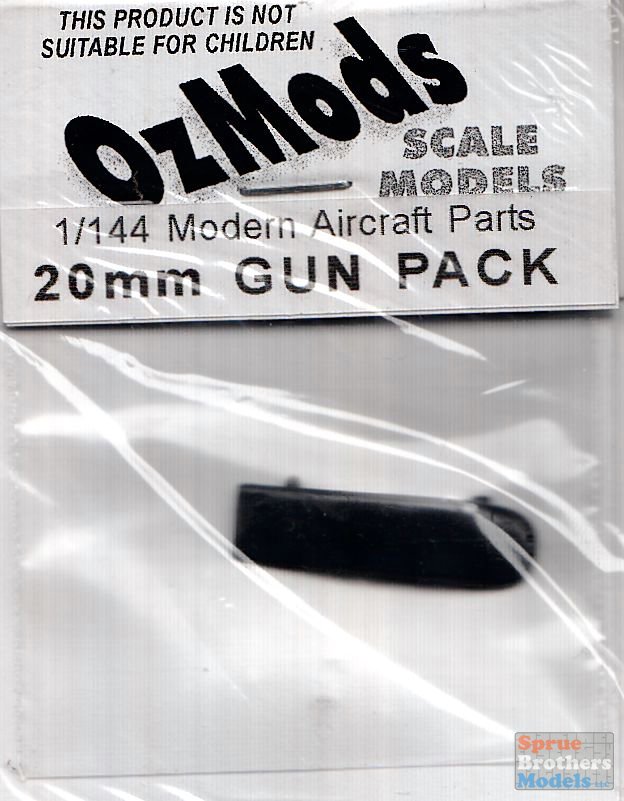 THIS PRODUCT IS NOT
SUITABLE FOR CHILDREN
OzMods
SCALE
MODELS
1/144 Modern Aircraft Parts
20mm GUN PACK
Sprue
Brothers
Models LLC